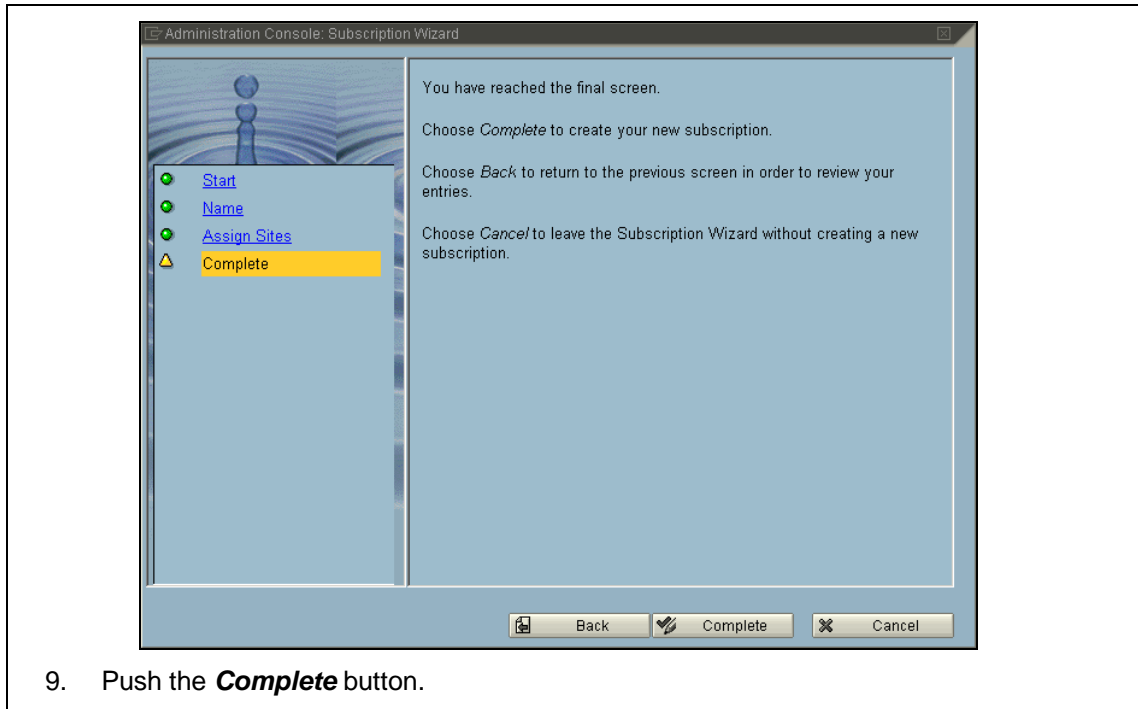 Administration Console: Subscription Wizard
You have reached the final screen.
Choose Complete to create your new subscription.
Choose Back to return to the previous screen in order to review your
entries.
Choose Cancel to leave the Subscription Wizard without creating a new
subscription.
Start
Name
Assign Sites
Complete
Back Complete Cancel
9. Push the Complete button.